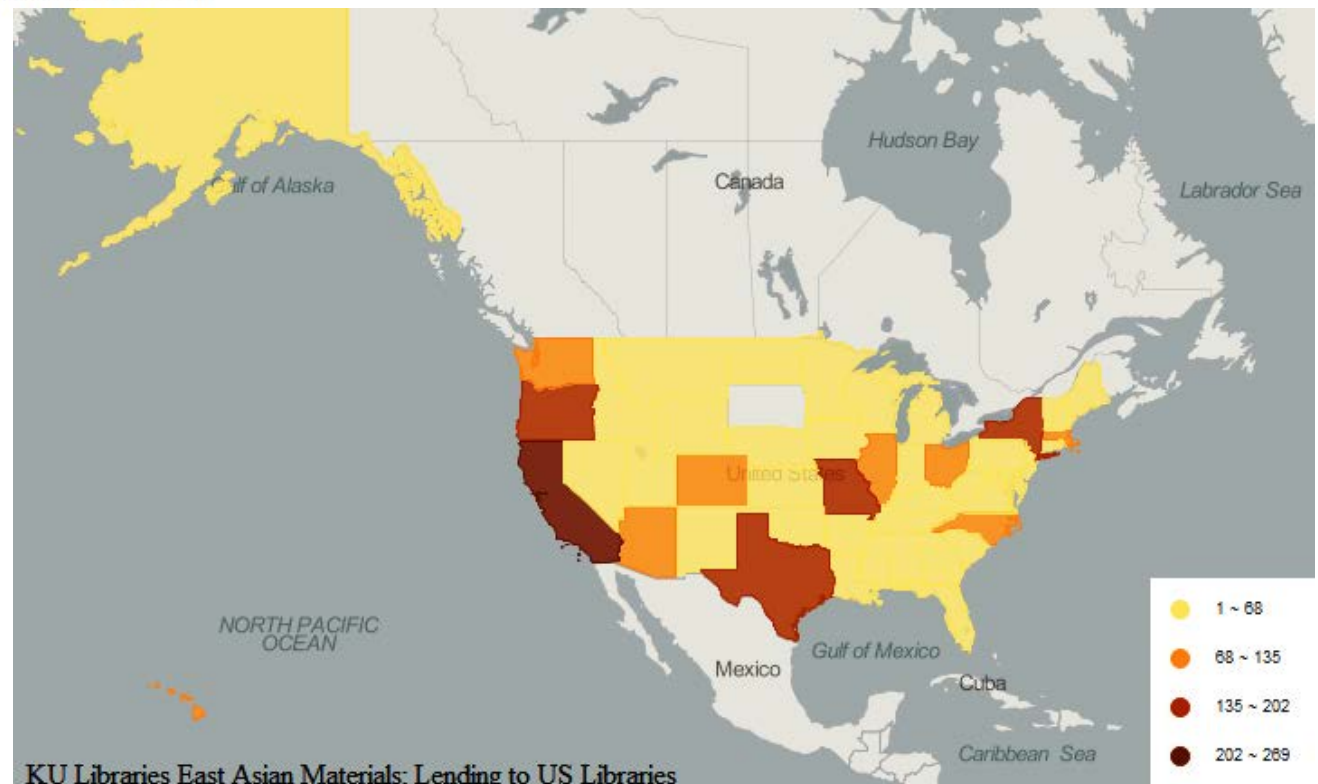 Hudson Bay
Canada
Labrador Sea
Gulf of Alaska
United States
NORTH PACIFIC
OCEAN
Gulf of Mexico
Mexico
Cuba
Caribbean Sea
1 ~ 68
68 ~ 135
135 ~ 202
202 ~ 269
KU Libraries East Asian Materials: Lending to US Libraries